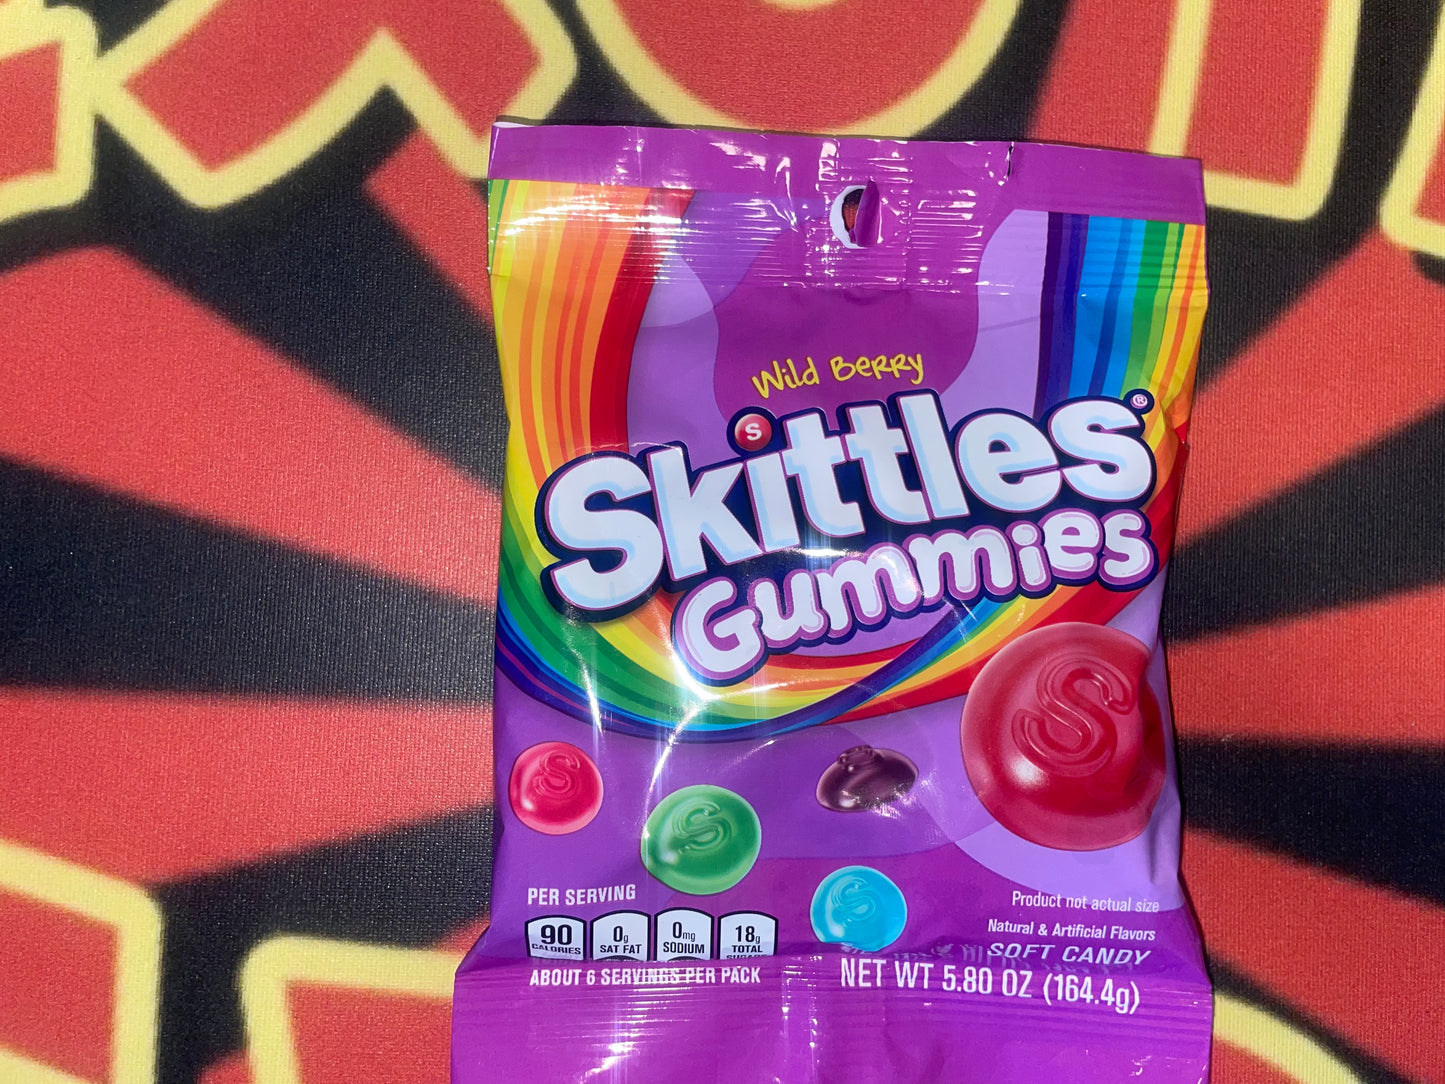 Wild Berry
Skittles®
Gummies
Product not actual size
PER SERVING
Natural & Artificial Flavors
90 CALORIES
0g SAT FAT
0mg SODIUM
18g TOTAL
SOFT CANDY
ABOUT 6 SERVINGS PER PACK
NET WT 5.80 OZ (164.4g)